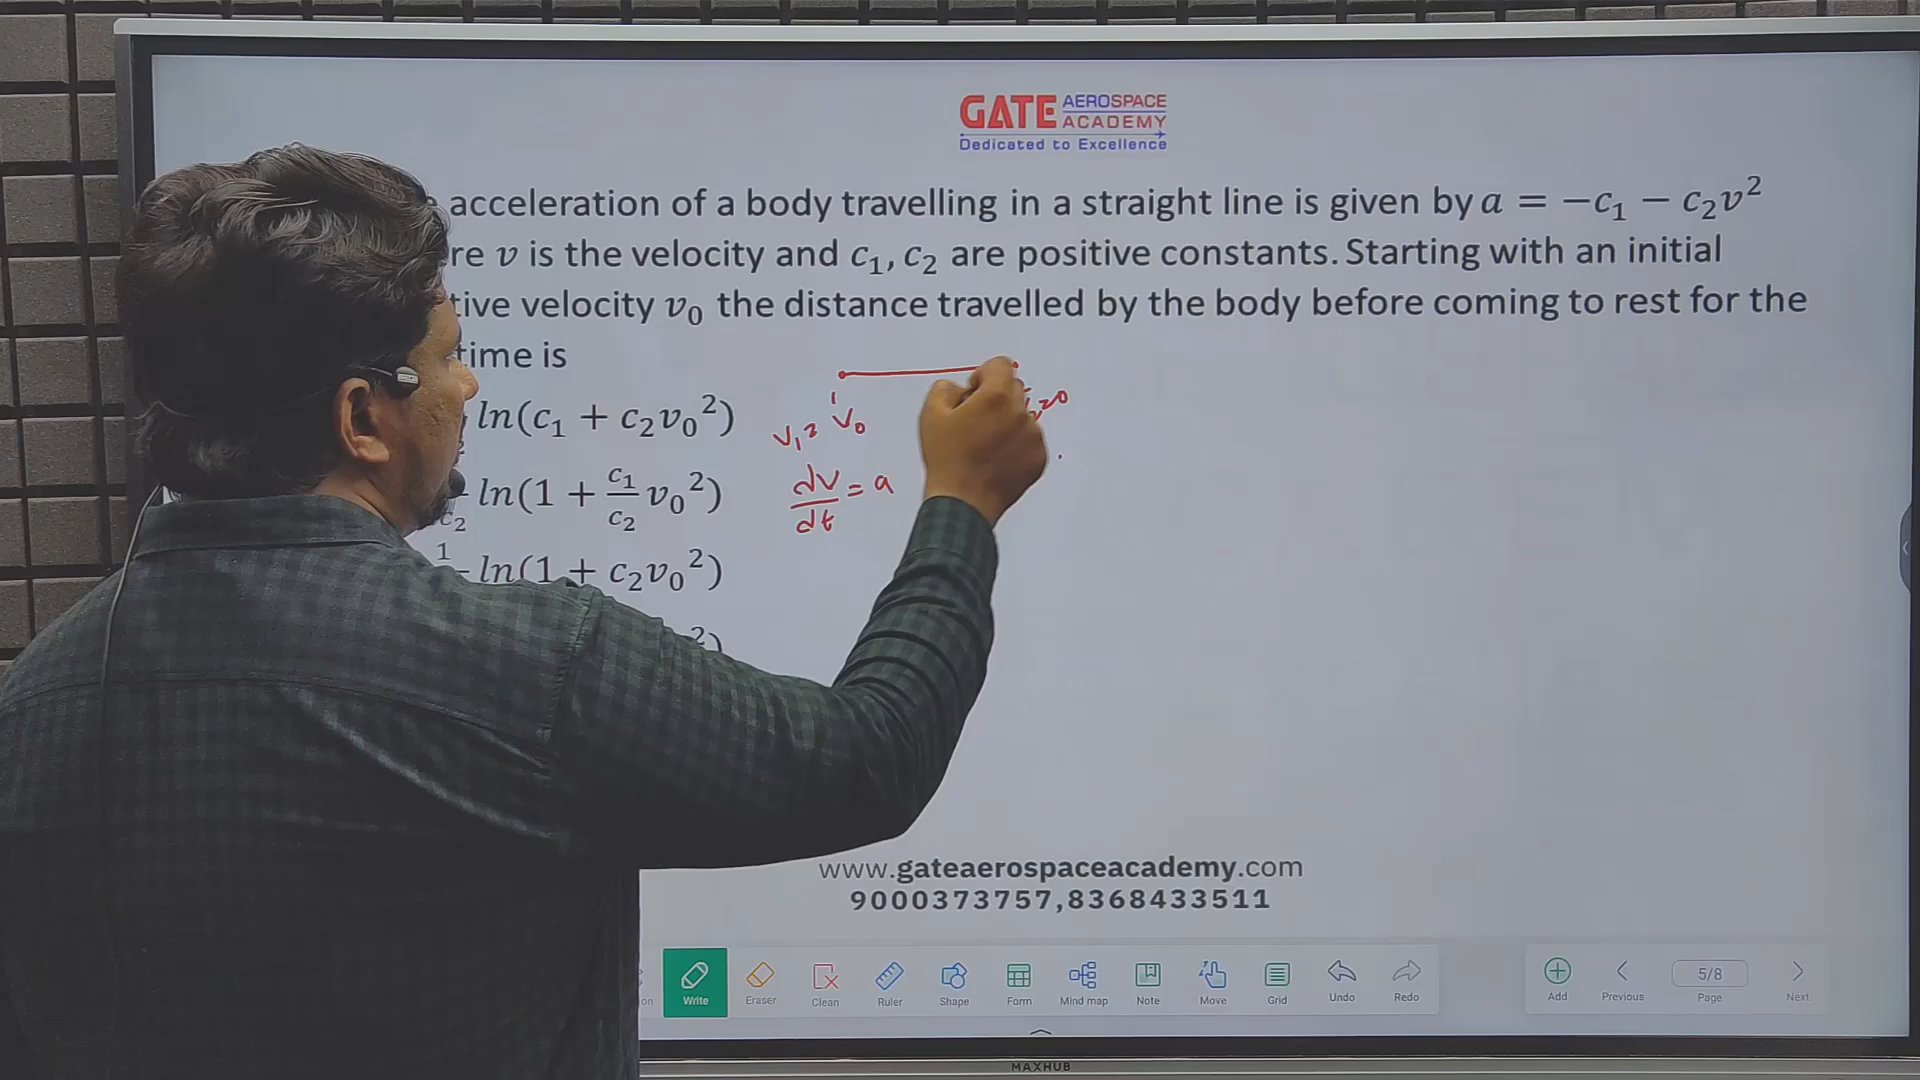 GATE AEROSPACE ACADEMY
Dedicated to Excellence
acceleration of a body travelling in a straight line is given by a = −c₁ − c₂v²
re v is the velocity and c₁, c₂ are positive constants. Starting with an initial
tive velocity v₀ the distance travelled by the body before coming to rest for the
time is
ln(c₁ + c₂v₀²)
c₂ ln(1 + c₁/c₂ v₀²)
1 ln(1 + c₂v₀²)
²)
V₁ = V₀
dv/dt = a
www.gateaerospaceacademy.com
9000373757,8368433511
on Write Eraser Clean Ruler Shape Form Mind map Note Move Grid Undo Redo Add Previous 5/8 Page Next
MAXHUB